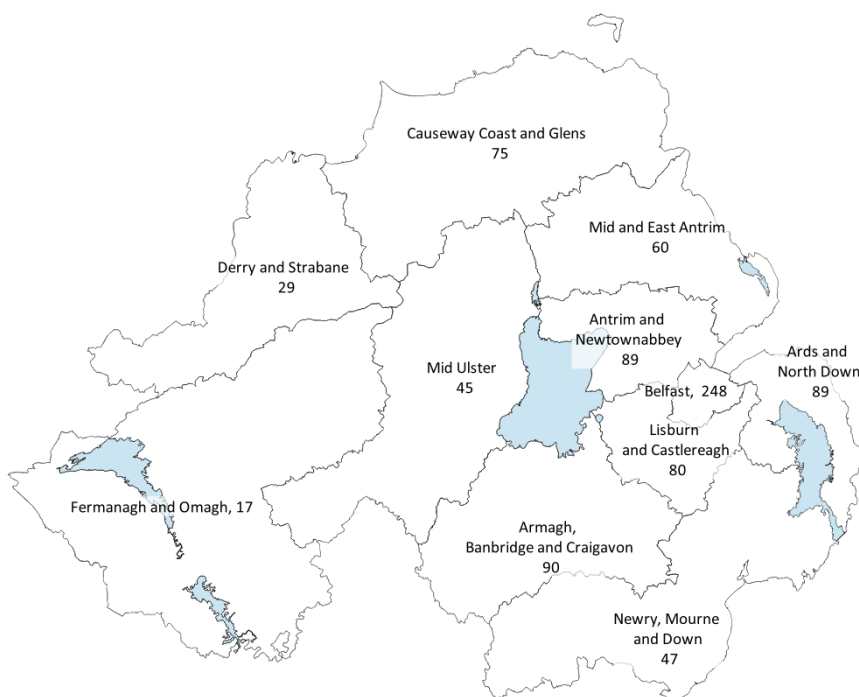 Causeway Coast and Glens
75
Mid and East Antrim
60
Derry and Strabane
29
Antrim and
Newtownabbey
89
Ards and
North Down
89
Mid Ulster
45
Belfast, 248
Lisburn
and Castlereagh
80
Fermanagh and Omagh, 17
Armagh,
Banbridge and Craigavon
90
Newry, Mourne
and Down
47